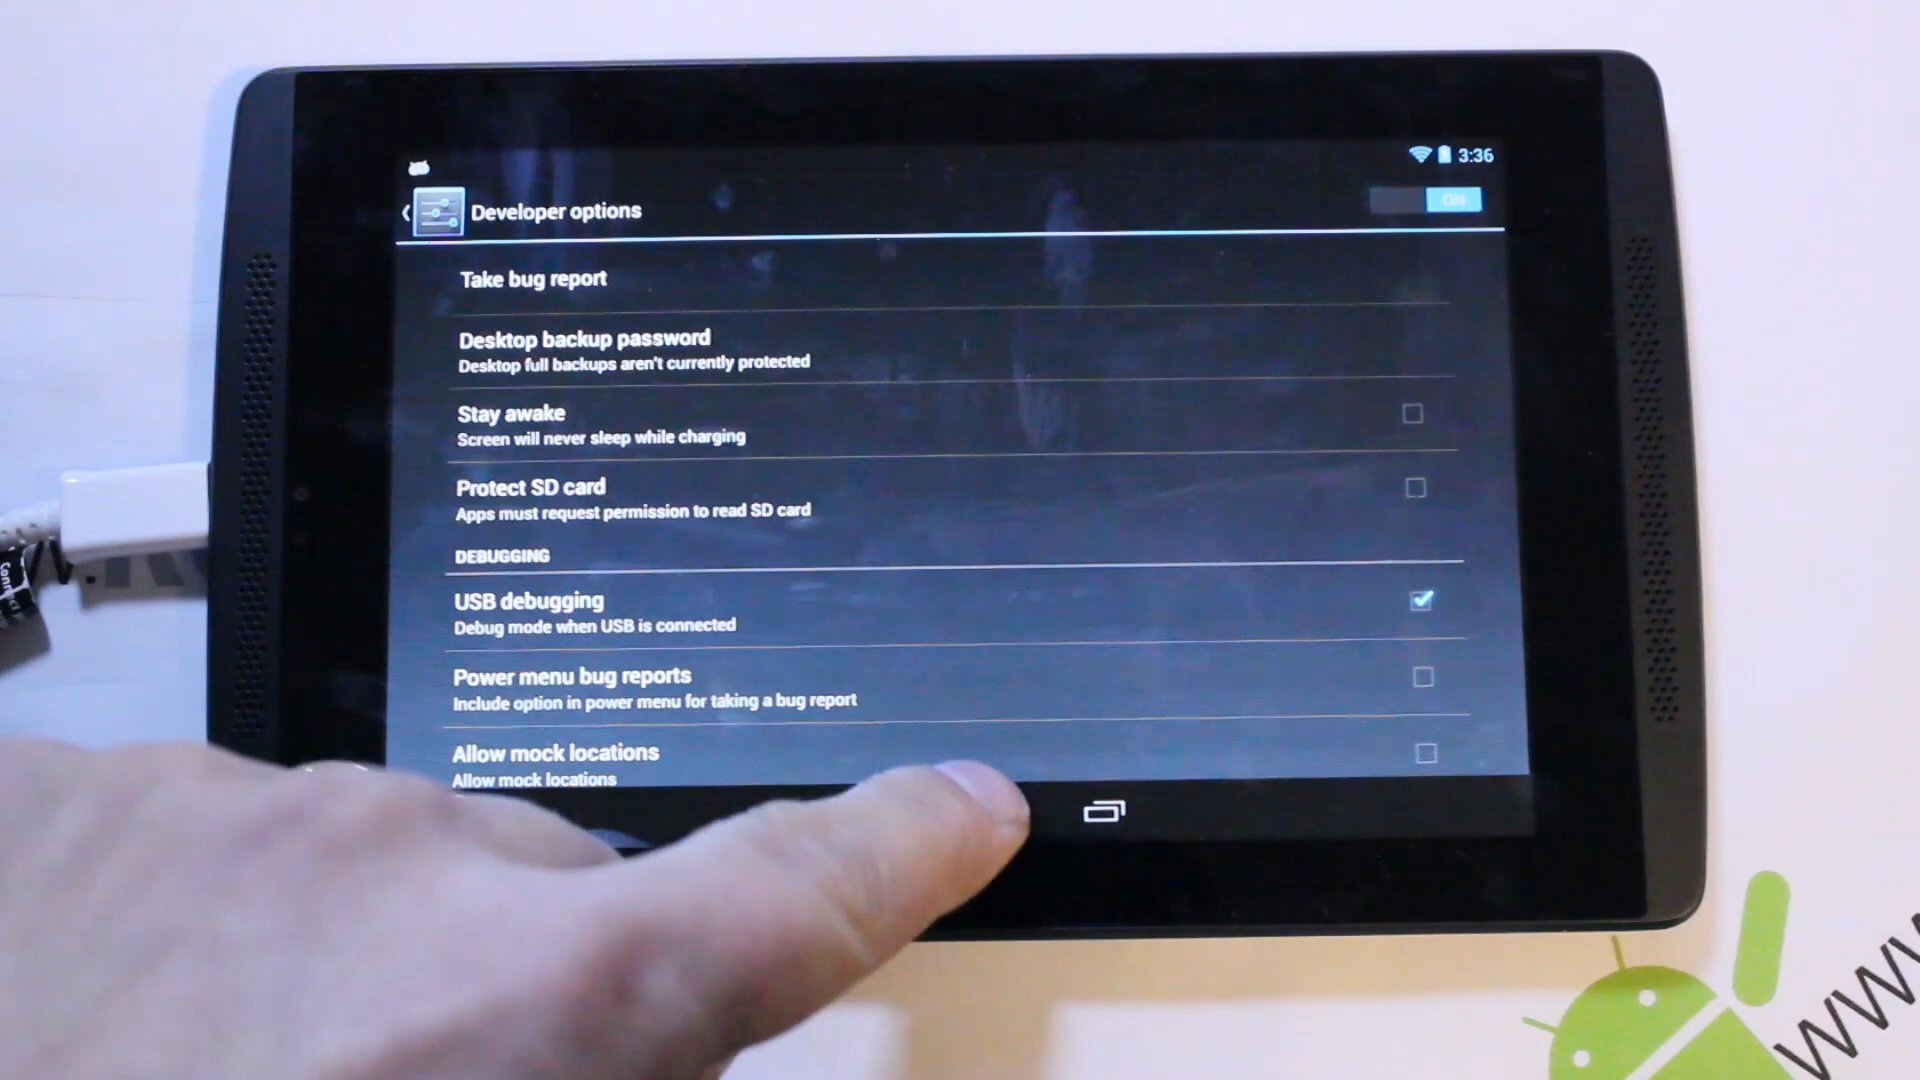 3:36
Developer options
ON
Take bug report
Desktop backup password
Desktop full backups aren't currently protected
Stay awake
Screen will never sleep while charging
Protect SD card
Apps must request permission to read SD card
DEBUGGING
USB debugging
Debug mode when USB is connected
Power menu bug reports
Include option in power menu for taking a bug report
Allow mock locations
Allow mock locations
www